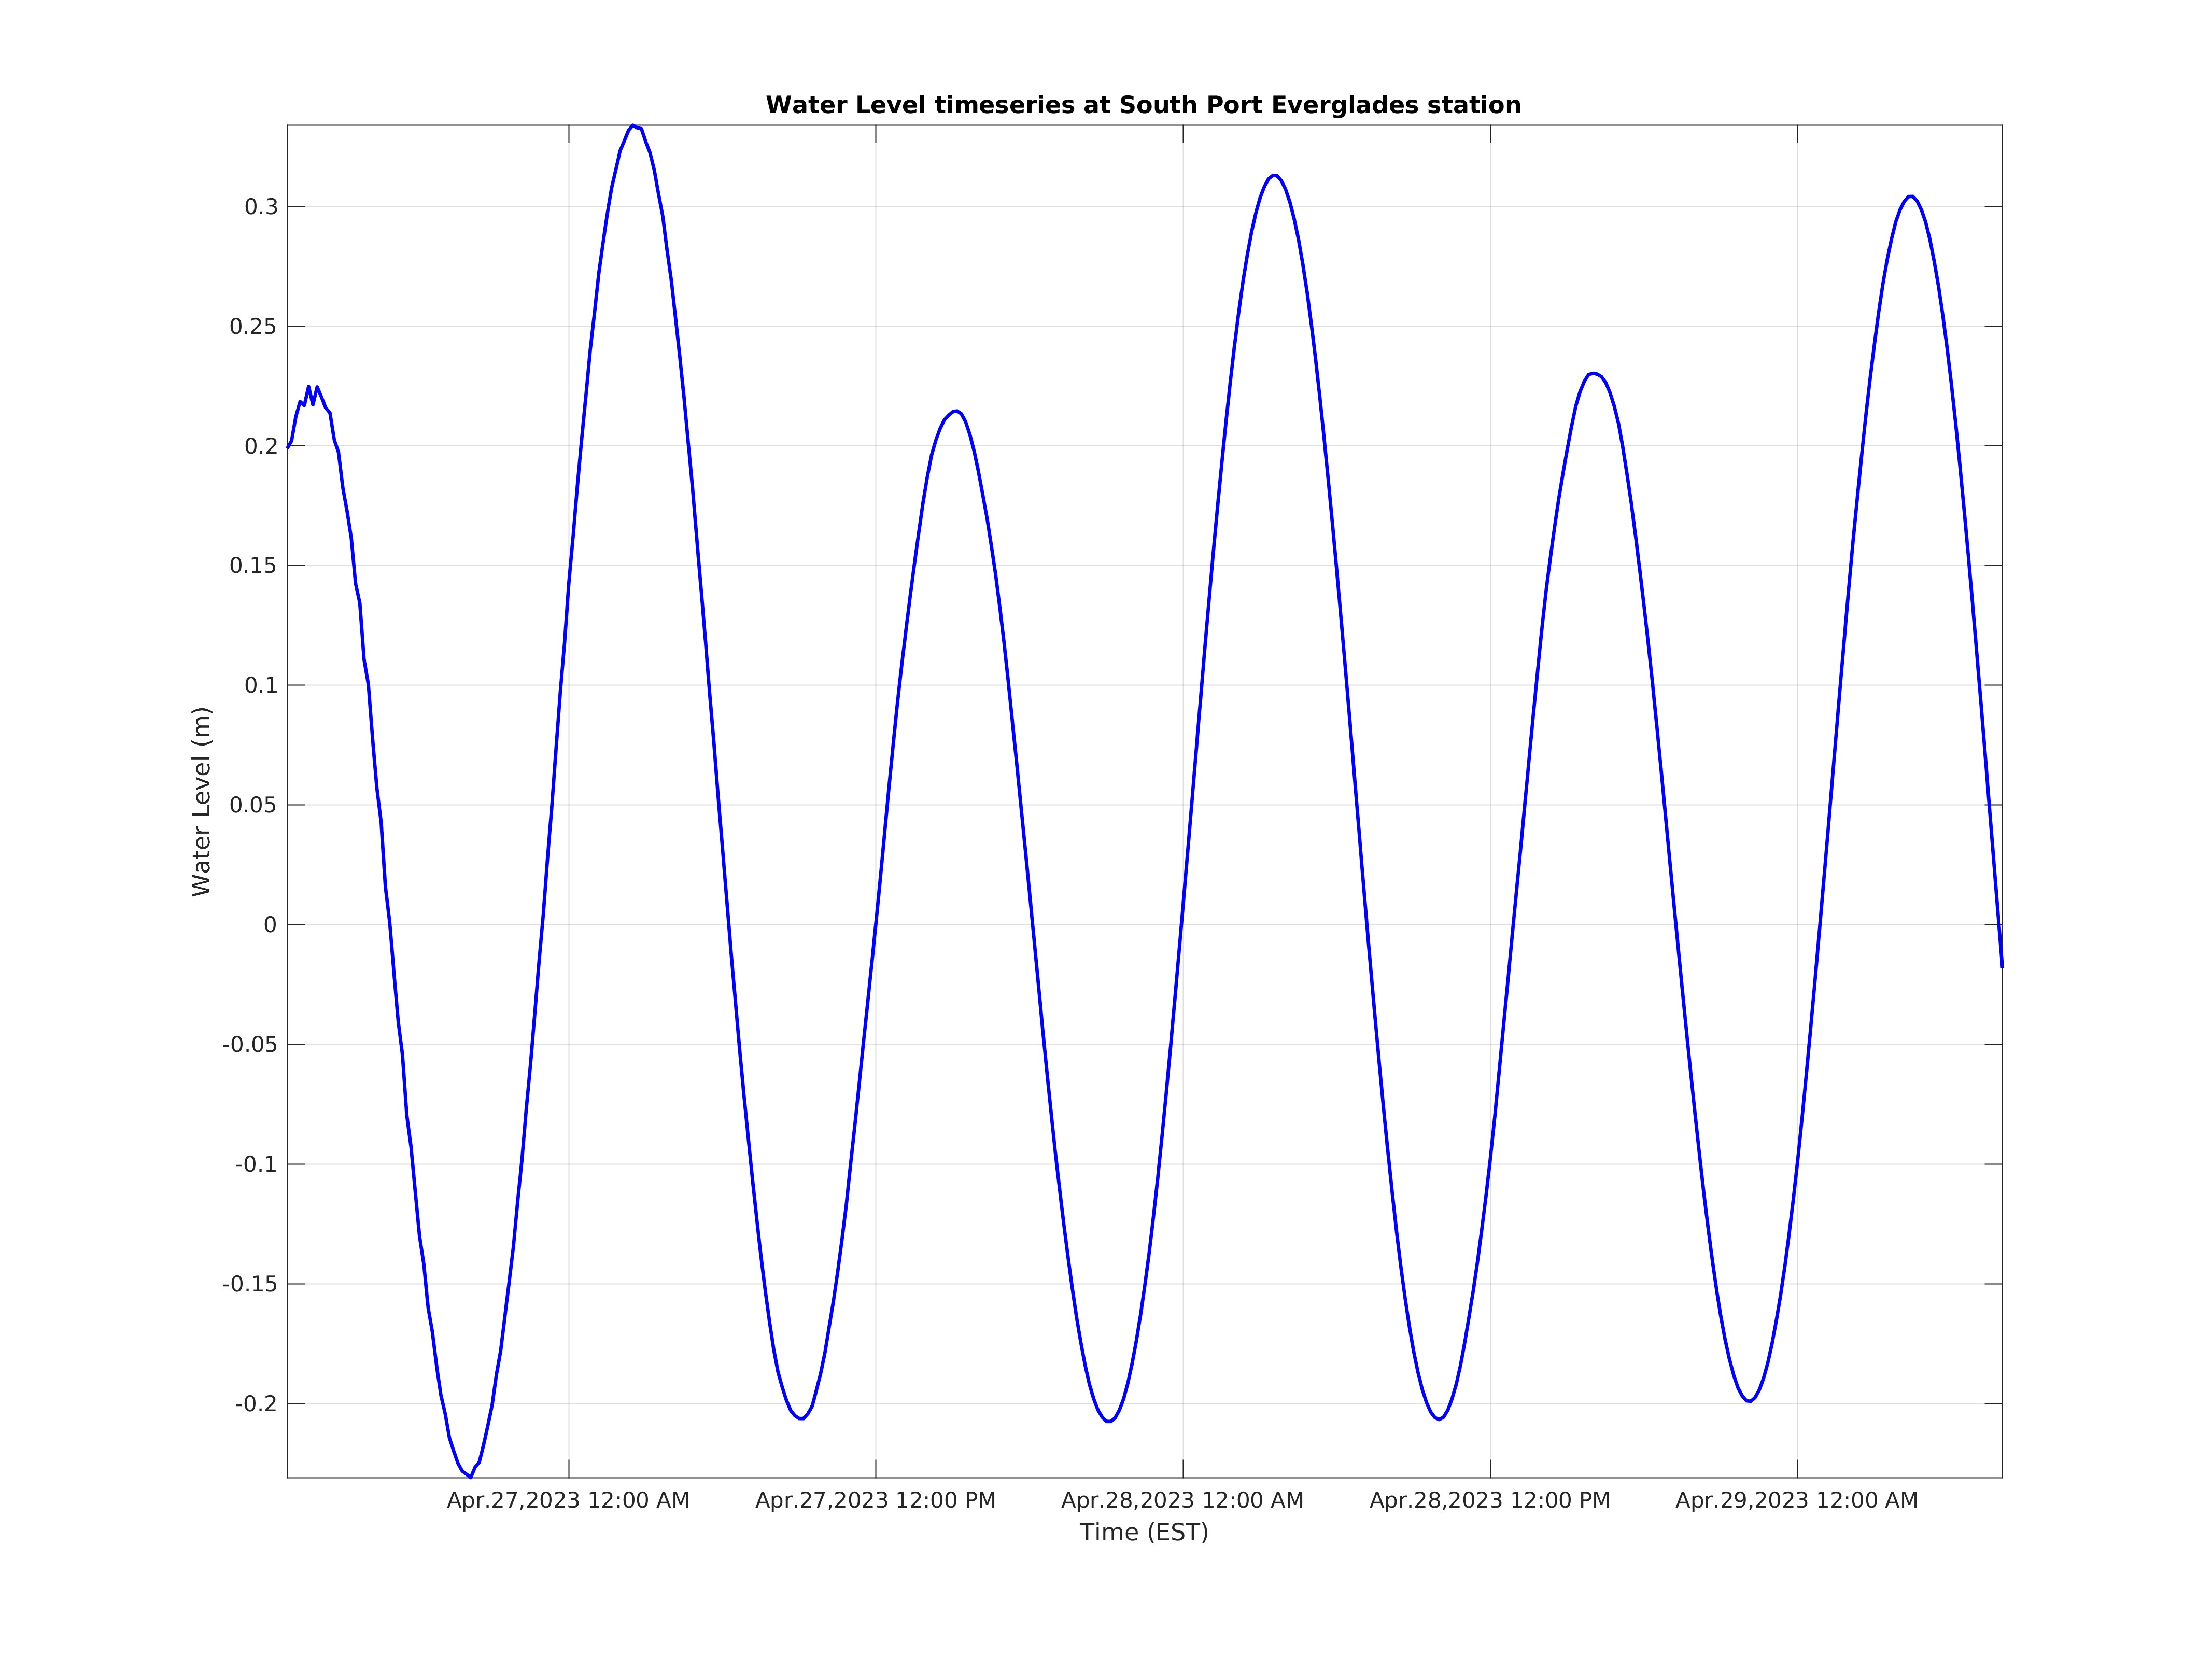 Water Level timeseries at South Port Everglades station
0.3
0.25
0.2
0.15
0.1
0.05
0
-0.05
-0.1
-0.15
-0.2
Water Level (m)
Apr.27,2023 12:00 AM
Apr.27,2023 12:00 PM
Apr.28,2023 12:00 AM
Apr.28,2023 12:00 PM
Apr.29,2023 12:00 AM
Time (EST)